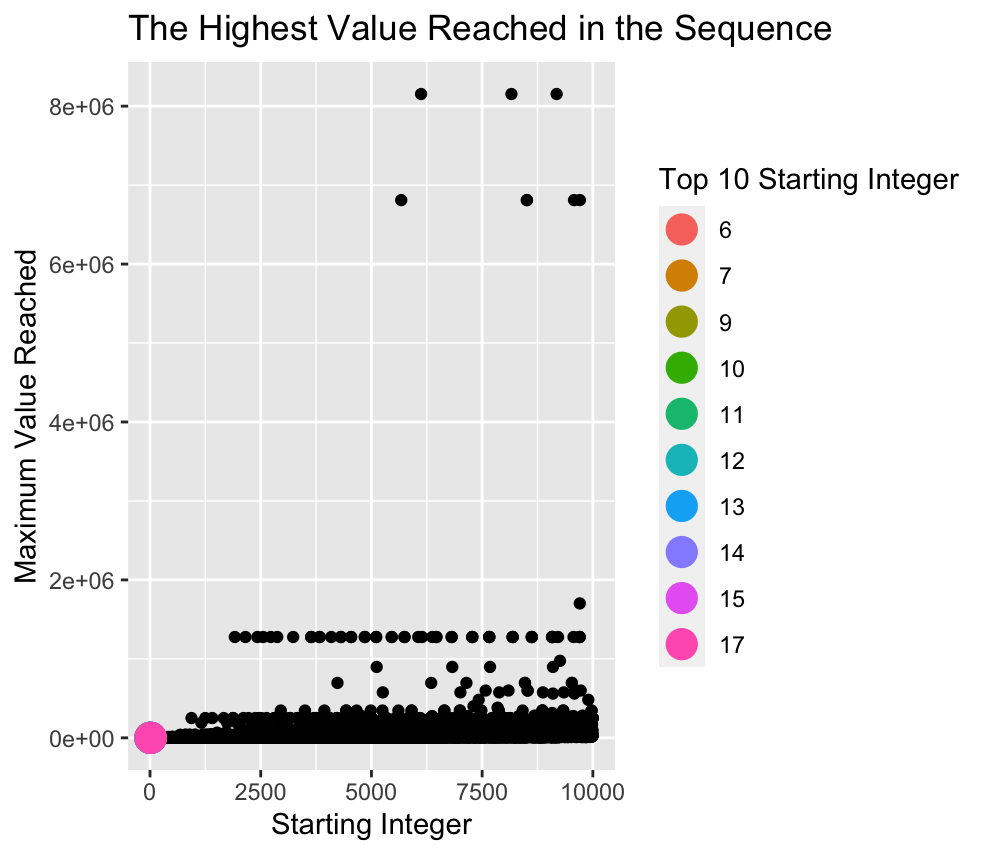 The Highest Value Reached in the Sequence
Maximum Value Reached
8e+06
6e+06
4e+06
2e+06
0e+00
0 2500 5000 7500 10000
Starting Integer
Top 10 Starting Integer
6
7
9
10
11
12
13
14
15
17